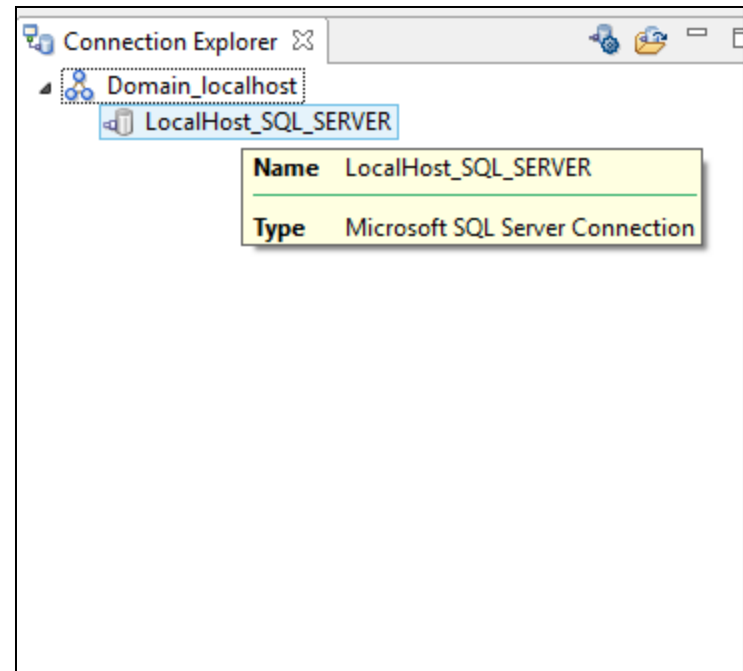 Connection Explorer
Domain_localhost
LocalHost_SQL_SERVER
Name LocalHost_SQL_SERVER
Type Microsoft SQL Server Connection